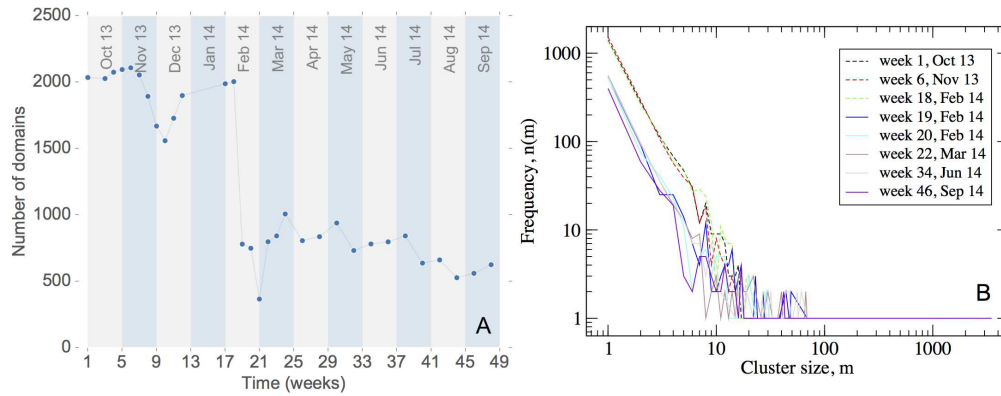 2500
2000
1500
1000
500
0
Number of domains
Oct 13
Nov 13
Dec 13
Jan 14
Feb 14
Mar 14
Apr 14
May 14
Jun 14
Jul 14
Aug 14
Sep 14
A
1 5 9 13 17 21 25 29 33 37 41 45 49
Time (weeks)
1000
100
10
1
Frequency, n(m)
week 1, Oct 13
week 6, Nov 13
week 18, Feb 14
week 19, Feb 14
week 20, Feb 14
week 22, Mar 14
week 34, Jun 14
week 46, Sep 14
B
1 10 100 1000
Cluster size, m